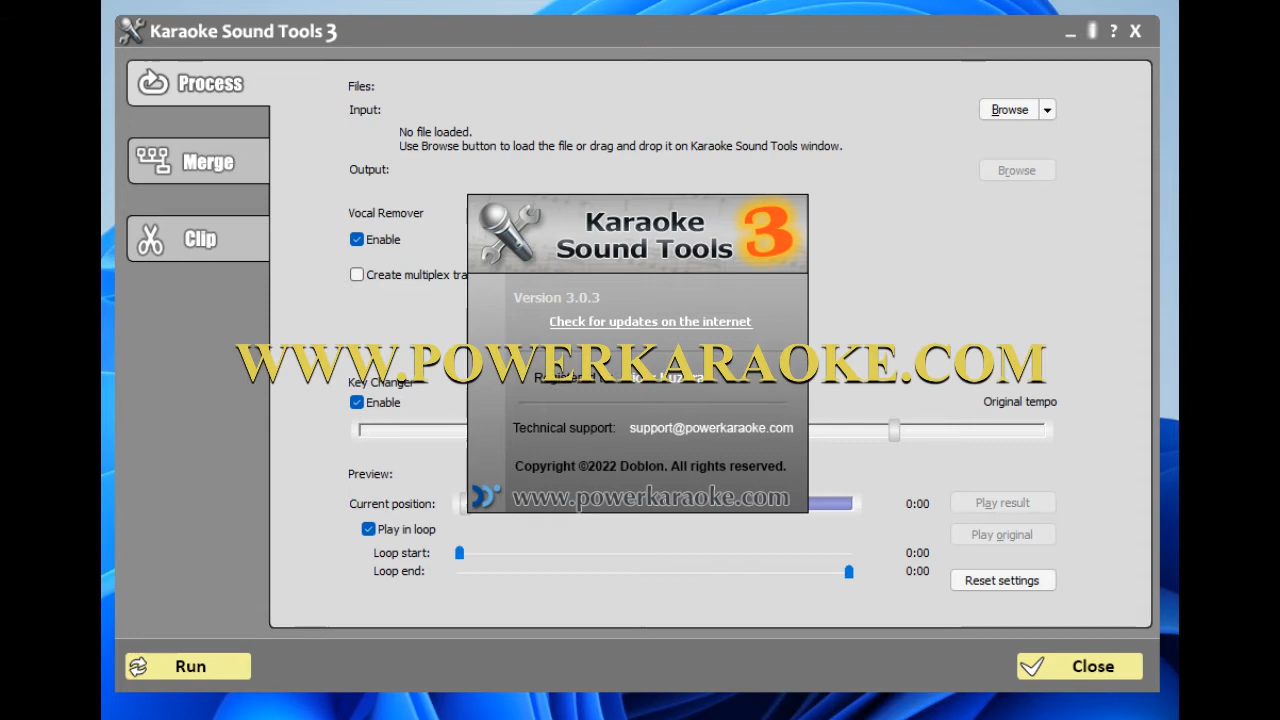 Karaoke Sound Tools 3
? X
Process
Merge
Clip
Files:
Input:
Browse
No file loaded.
Use Browse button to load the file or drag and drop it on Karaoke Sound Tools window.
Output:
Browse
Vocal Remover
Enable
Create multiplex tra
Karaoke
Sound Tools 3
Version 3.0.3
Check for updates on the internet
WWW.POWERKARAOKE.COM
Key Changer
Enable
Original tempo
Technical support: support@powerkaraoke.com
Copyright ©2022 Doblon. All rights reserved.
www.powerkaraoke.com
Preview:
Current position:
0:00
Play result
Play in loop
Play original
Loop start:
0:00
Loop end:
0:00
Reset settings
Run
Close